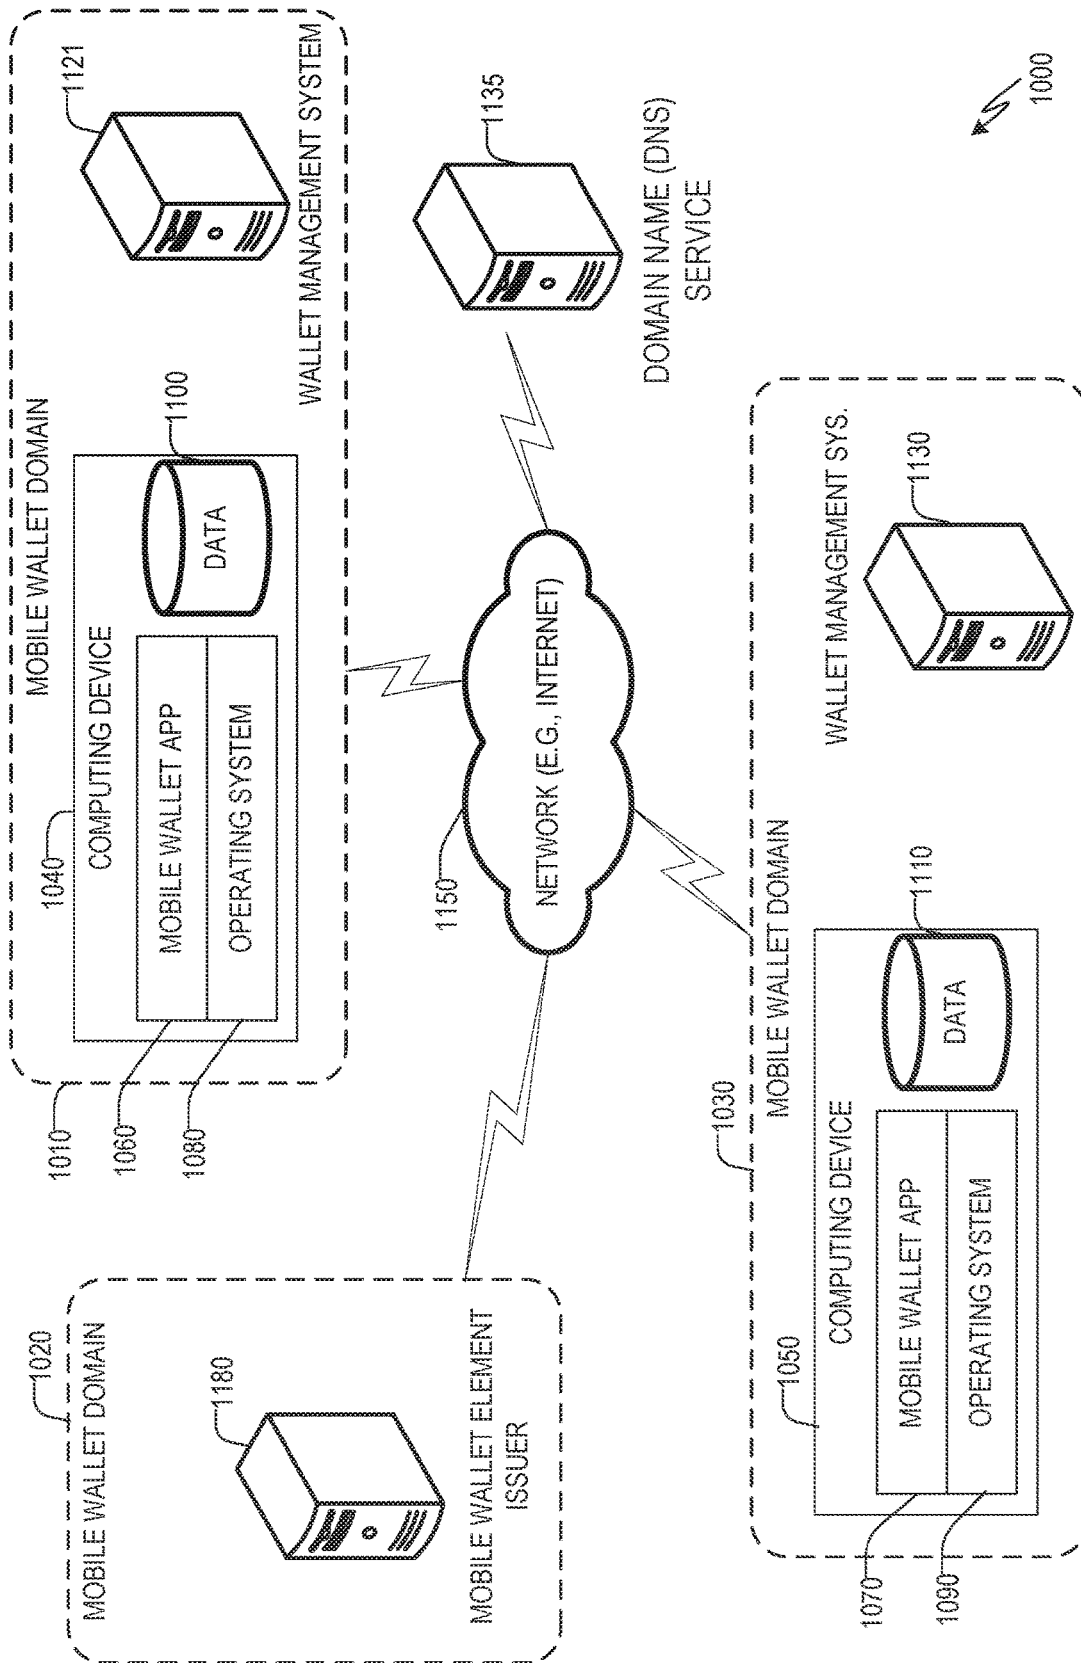 1020
MOBILE WALLET DOMAIN
1180
MOBILE WALLET ELEMENT
ISSUER
1010
1040
MOBILE WALLET DOMAIN
COMPUTING DEVICE
MOBILE WALLET APP
OPERATING SYSTEM
1060
1080
DATA
1100
1121
WALLET MANAGEMENT SYSTEM
1150
NETWORK (E.G., INTERNET)
1135
DOMAIN NAME (DNS)
SERVICE
1030
MOBILE WALLET DOMAIN
1050
COMPUTING DEVICE
MOBILE WALLET APP
OPERATING SYSTEM
1070
1090
DATA
1110
WALLET MANAGEMENT SYS.
1130
1000